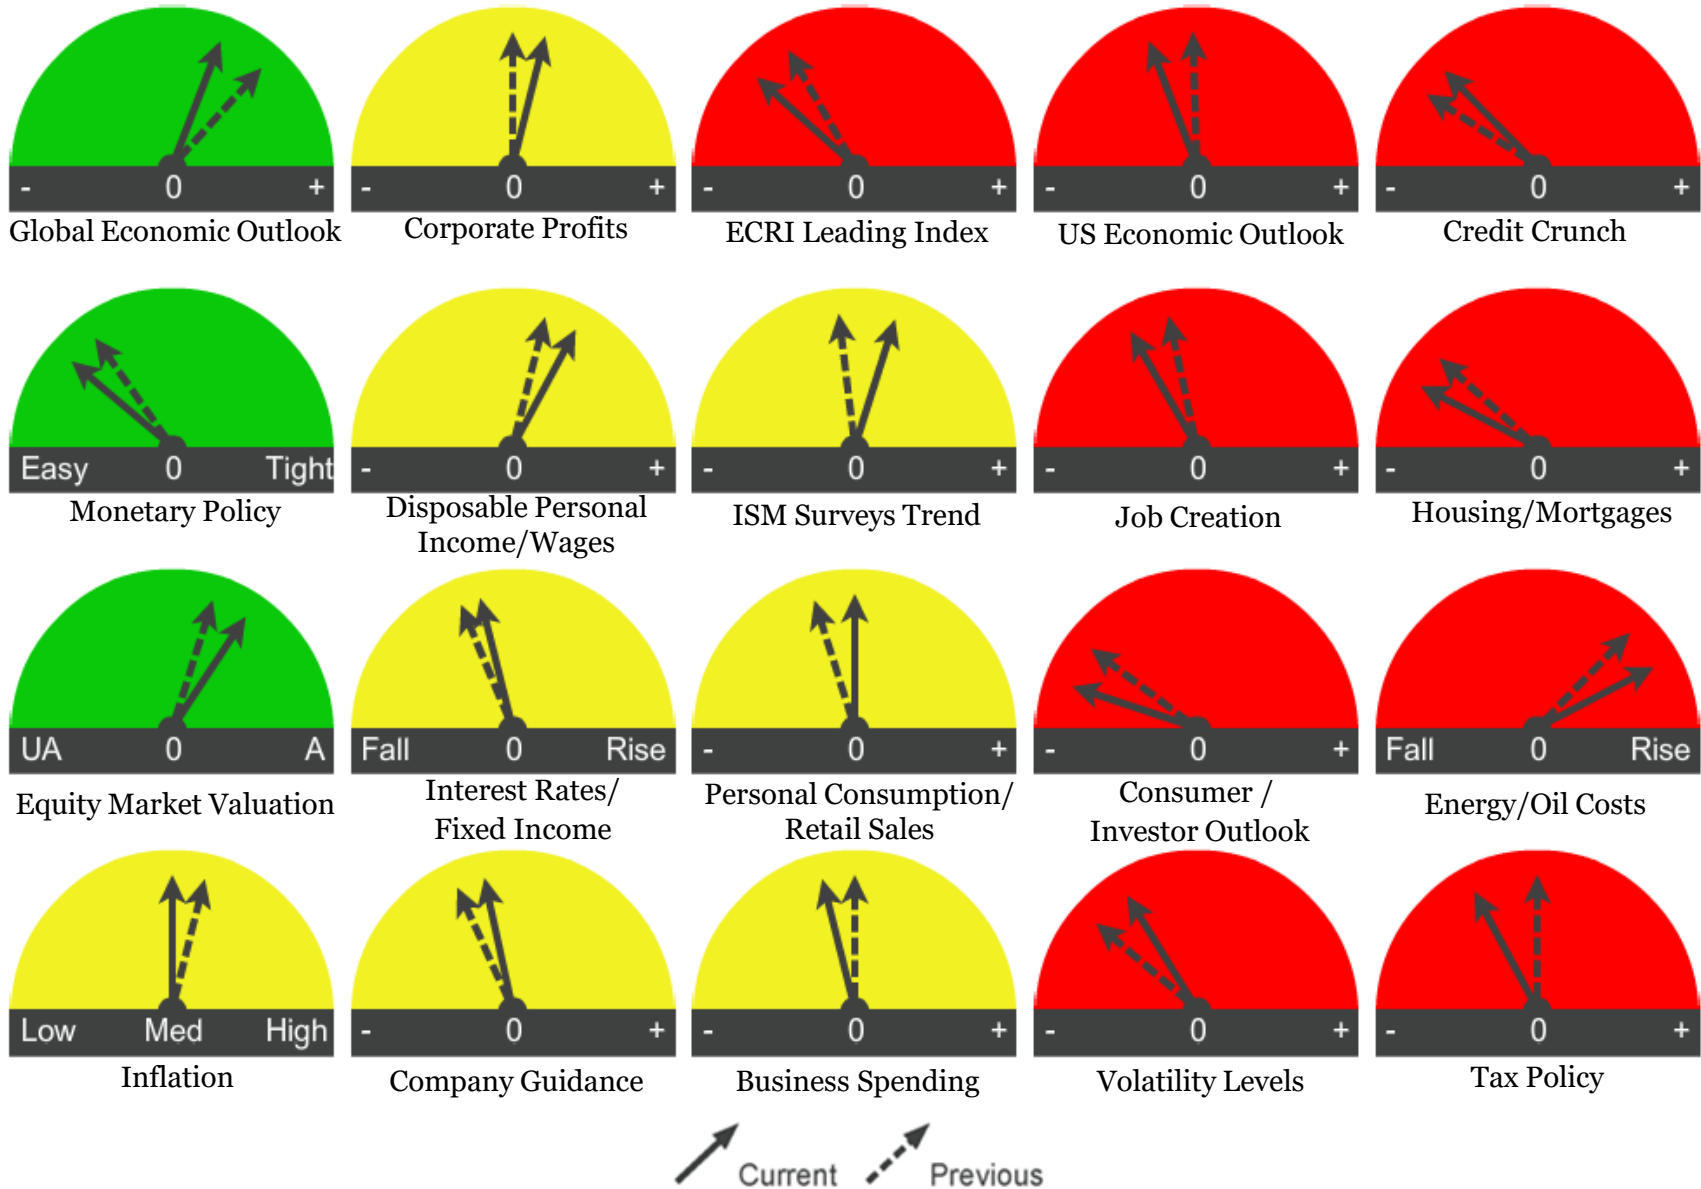 - 0 +
Global Economic Outlook
- 0 +
Corporate Profits
- 0 +
ECRI Leading Index
- 0 +
US Economic Outlook
- 0 +
Credit Crunch
Easy 0 Tight
Monetary Policy
- 0 +
Disposable Personal
Income/Wages
- 0 +
ISM Surveys Trend
- 0 +
Job Creation
- 0 +
Housing/Mortgages
UA 0 A
Equity Market Valuation
Fall 0 Rise
Interest Rates/
Fixed Income
- 0 +
Personal Consumption/
Retail Sales
- 0 +
Consumer /
Investor Outlook
Fall 0 Rise
Energy/Oil Costs
Low Med High
Inflation
- 0 +
Company Guidance
- 0 +
Business Spending
- 0 +
Volatility Levels
- 0 +
Tax Policy
Current Previous